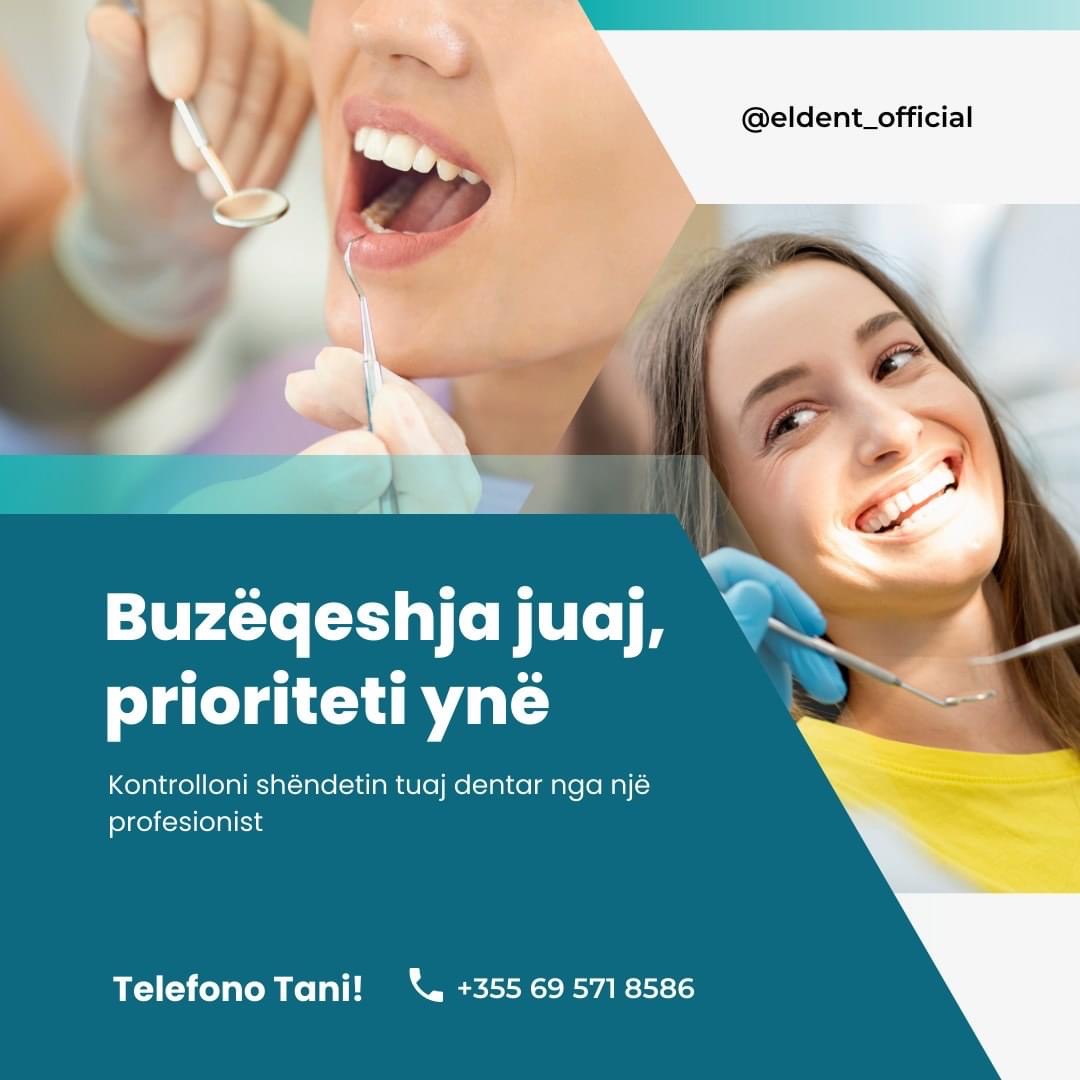 @eldent_official
Buzëqeshja juaj,
prioriteti ynë
Kontrolloni shëndetin tuaj dentar nga një
profesionist
Telefono Tani! +355 69 571 8586